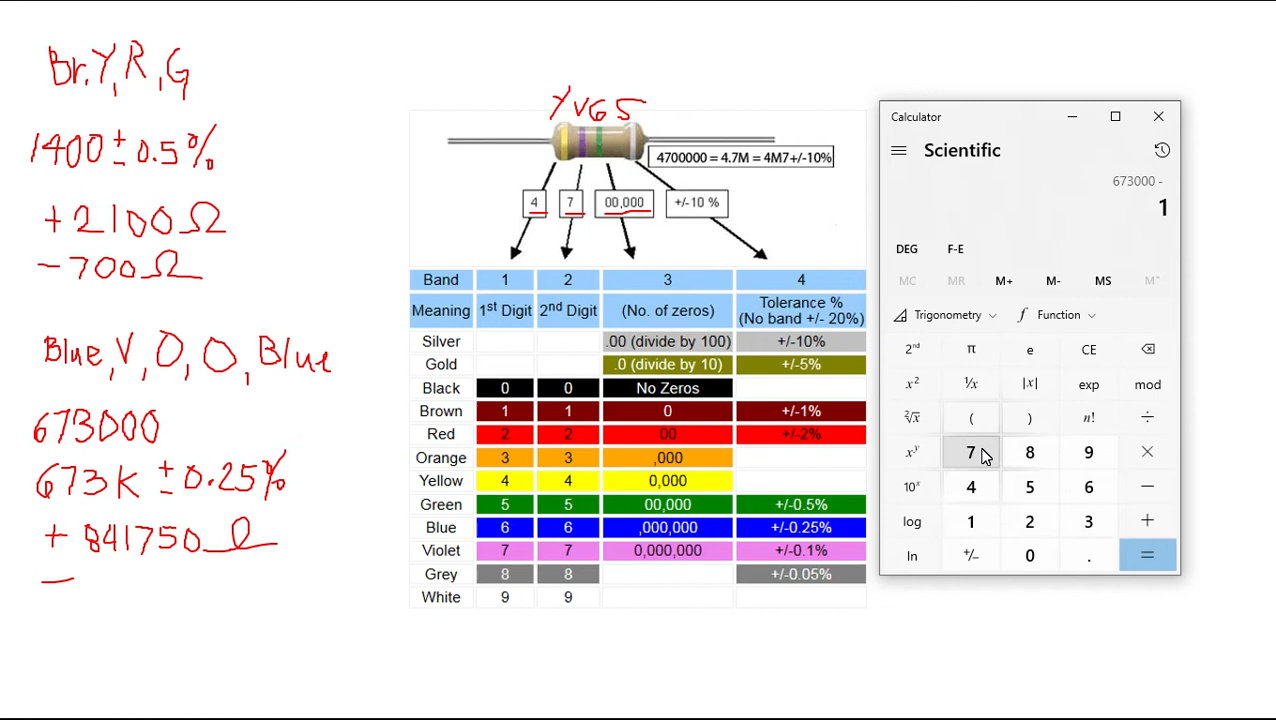 Br, Y, R, G
1400 ± 0.5%
+ 2100 Ω
- 700 Ω
Blue, V, O, O, Blue
673000
673K ± 0.25%
+ 841750 Ω
-
Y V G S
4700000 = 4.7M = 4M7+/-10%
4 7 00,000 +/-10 %
Band 1 2 3 4
Meaning 1st Digit 2nd Digit (No. of zeros) Tolerance % (No band +/- 20%)
Silver .00 (divide by 100) +/-10%
Gold .0 (divide by 10) +/-5%
Black 0 0 No Zeros
Brown 1 1 0 +/-1%
Red 2 2 00 +/-2%
Orange 3 3 ,000
Yellow 4 4 0,000
Green 5 5 00,000 +/-0.5%
Blue 6 6 ,000,000 +/-0.25%
Violet 7 7 0,000,000 +/-0.1%
Grey 8 8 +/-0.05%
White 9 9
Calculator
Scientific
673000 -
1
DEG F-E
MC MR M+ M- MS M˅
Trigonometry Function
2nd π e CE
x² ¹/x |x| exp mod
²√x ( ) n! ÷
xʸ 7 8 9 ×
10ˣ 4 5 6 −
log 1 2 3 +
ln +/- 0 . =